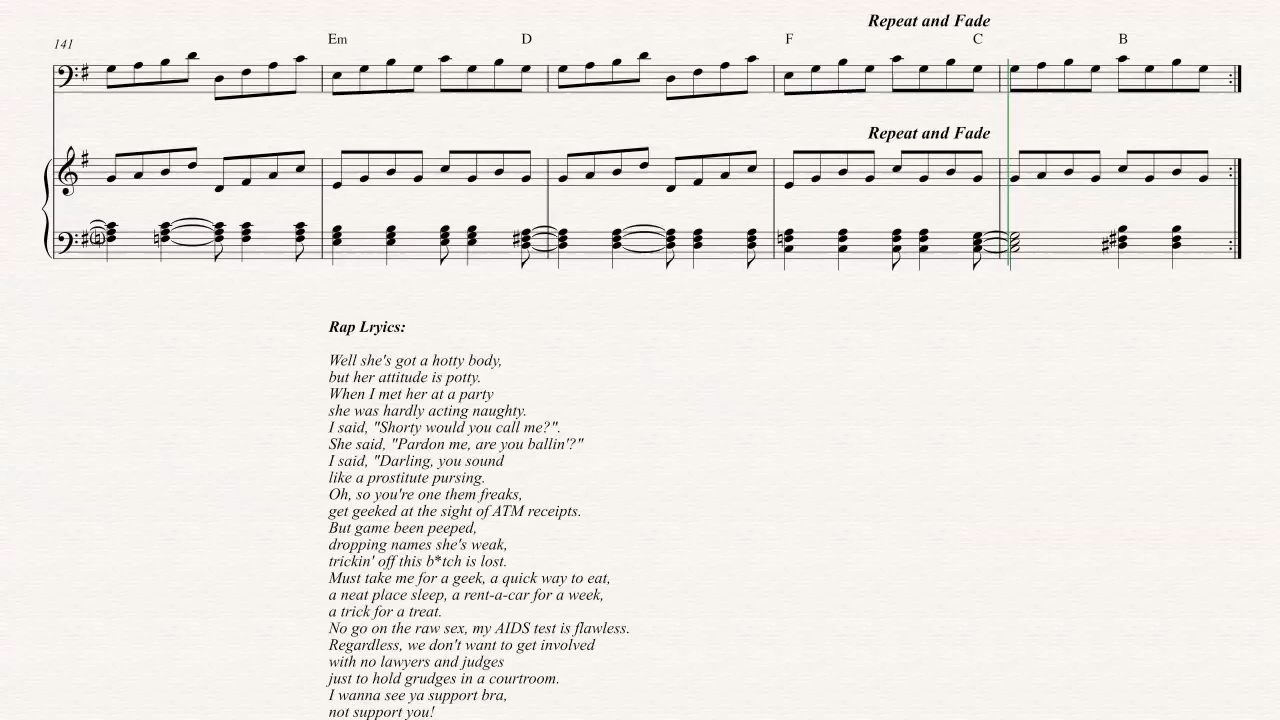 Repeat and Fade
141 Em D F C B
Repeat and Fade
Rap Lryics:
Well she's got a hotty body,
but her attitude is potty.
When I met her at a party
she was hardly acting naughty.
I said, "Shorty would you call me?".
She said, "Pardon me, are you ballin'?"
I said, "Darling, you sound
like a prostitute pursing.
Oh, so you're one them freaks,
get geeked at the sight of ATM receipts.
But game been peeped,
dropping names she's weak,
trickin' off this b*tch is lost.
Must take me for a geek, a quick way to eat,
a neat place sleep, a rent-a-car for a week,
a trick for a treat.
No go on the raw sex, my AIDS test is flawless.
Regardless, we don't want to get involved
with no lawyers and judges
just to hold grudges in a courtroom.
I wanna see ya support bra,
not support you!